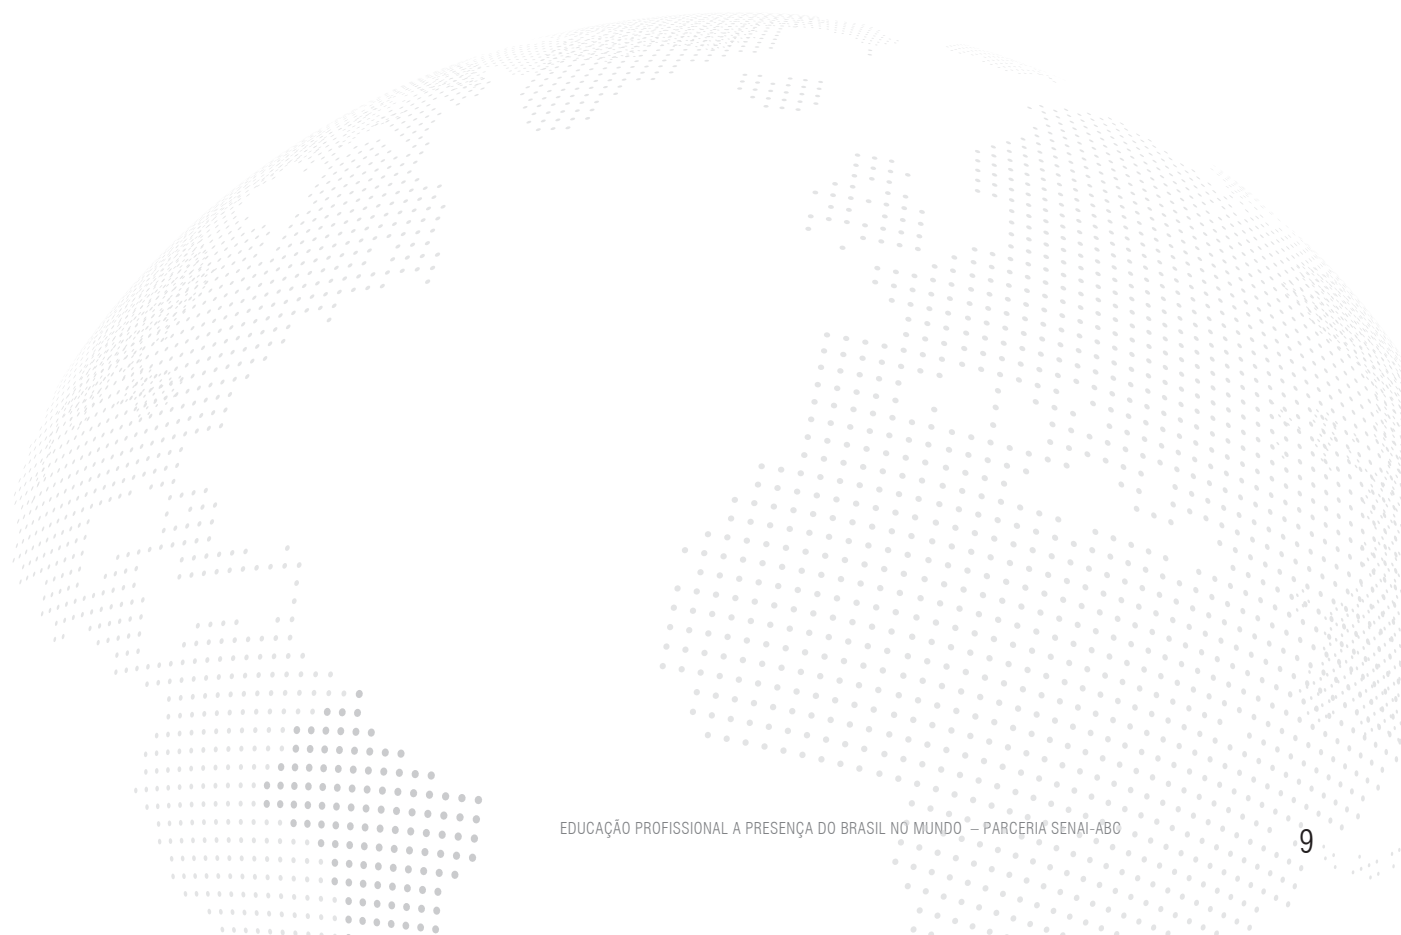 EDUCAÇÃO PROFISSIONAL A PRESENÇA DO BRASIL NO MUNDO – PARCERIA SENAI-ABC
9